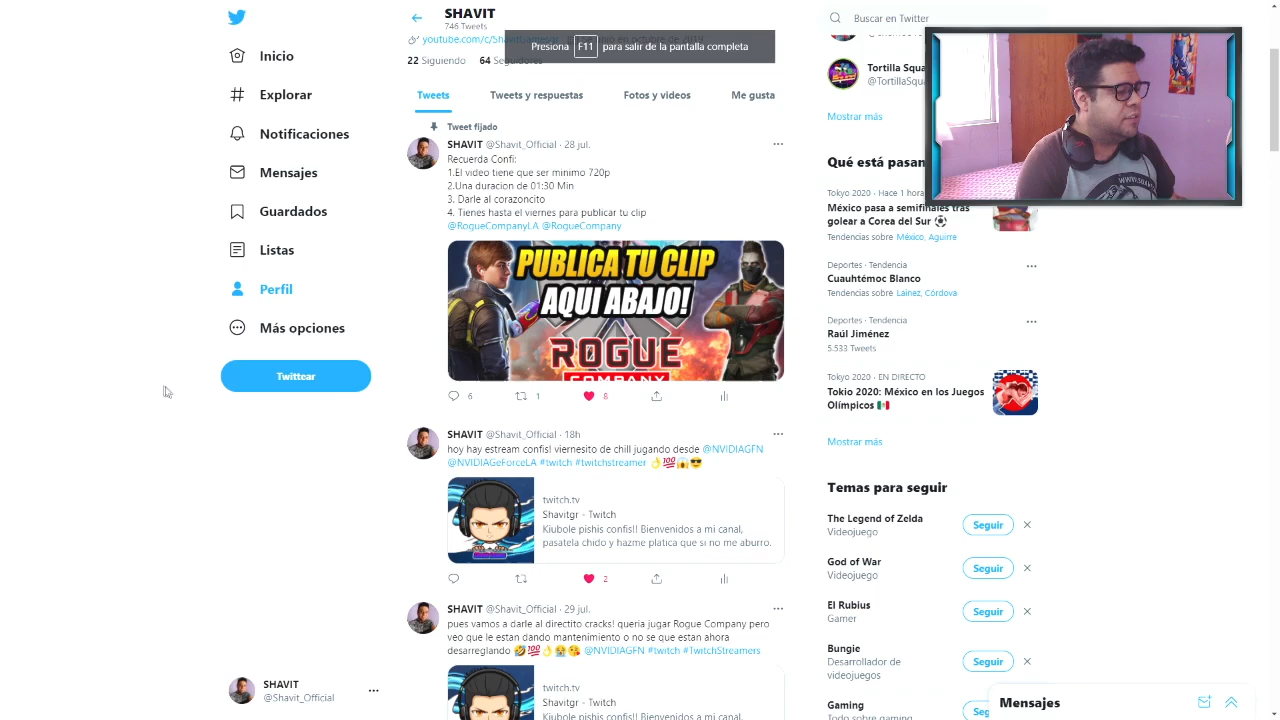 Inicio
Explorar
Notificaciones
Mensajes
Guardados
Listas
Perfil
Más opciones
Twittear
SHAVIT
@Shavit_Official
SHAVIT
746 Tweets
Presiona F11 para salir de la pantalla completa
22 Siguiendo 64
Tweets Tweets y respuestas Fotos y videos Me gusta
Tweet fijado
SHAVIT @Shavit_Official · 28 jul.
Recuerda Confi:
1.El video tiene que ser minimo 720p
2.Una duracion de 01:30 Min
3. Darle al corazoncito
4. Tienes hasta el viernes para publicar tu clip
@RogueCompanyLA @RogueCompany
PUBLICA TU CLIP
AQUI ABAJO!
ROGUE
COMPANY
6 1 8
SHAVIT @Shavit_Official · 18h
hoy hay estream confis! viernesito de chill jugando desde @NVIDIAGFN
@NVIDIAGeForceLA #twitch #twitchstreamer 👌💯😱😎
twitch.tv
Shavitgr - Twitch
Kiubole pishis confis!! Bienvenidos a mi canal,
pasatela chido y hazme platica que si no me aburro.
2
SHAVIT @Shavit_Official · 29 jul.
pues vamos a darle al directito cracks! queria jugar Rogue Company pero
veo que le estan dando mantenimiento o no se que estan ahora
desarreglando 🤣💯👌😭😘 @NVIDIAGFN #twitch #TwitchStreamers
twitch.tv
Shavitgr - Twitch
Kiubole pishis confis!! Bienvenidos a mi canal,
Buscar en Twitter
Tortilla Squa
@TortillaSqua
Mostrar más
Qué está pasan
Tokyo 2020 · Hace 1 hora
México pasa a semifinales tras
golear a Corea del Sur ⚽
Tendencias sobre México, Aguirre
Deportes · Tendencia
Cuauhtémoc Blanco
Tendencias sobre Lainez, Córdova
Deportes · Tendencia
Raúl Jiménez
5.533 Tweets
Tokio 2020 · EN DIRECTO
Tokio 2020: México en los Juegos
Olímpicos 🇲🇽
Mostrar más
Temas para seguir
The Legend of Zelda
Videojuego
Seguir
God of War
Videojuego
Seguir
El Rubius
Gamer
Seguir
Bungie
Desarrollador de
videojuegos
Seguir
Gaming
Todo sobre gaming
Mensajes